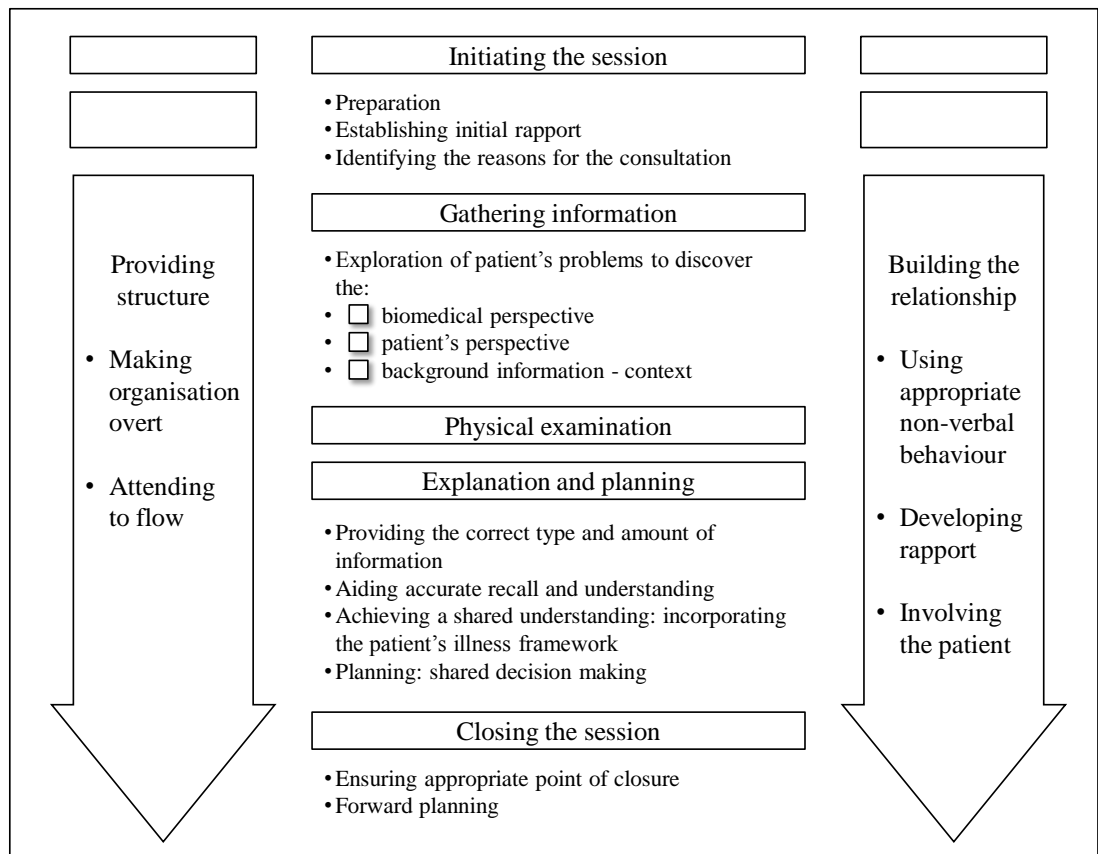 Initiating the session
• Preparation
• Establishing initial rapport
• Identifying the reasons for the consultation
Gathering information
• Exploration of patient’s problems to discover
the:
• ☐ biomedical perspective
• ☐ patient’s perspective
• ☐ background information - context
Physical examination
Explanation and planning
• Providing the correct type and amount of
information
• Aiding accurate recall and understanding
• Achieving a shared understanding: incorporating
the patient’s illness framework
• Planning: shared decision making
Closing the session
• Ensuring appropriate point of closure
• Forward planning
Providing
structure
• Making
organisation
overt
• Attending
to flow
Building the
relationship
• Using
appropriate
non-verbal
behaviour
• Developing
rapport
• Involving
the patient